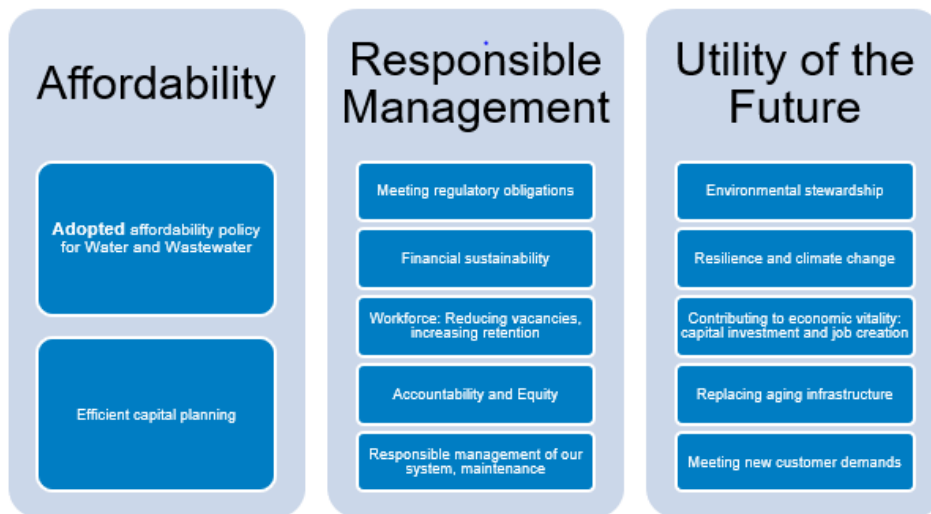 Affordability
Adopted affordability policy
for Water and Wastewater
Efficient capital planning
Responsible
Management
Meeting regulatory obligations
Financial sustainability
Workforce: Reducing vacancies,
increasing retention
Accountability and Equity
Responsible management of our
system, maintenance
Utility of the
Future
Environmental stewardship
Resilience and climate change
Contributing to economic vitality:
capital investment and job creation
Replacing aging infrastructure
Meeting new customer demands